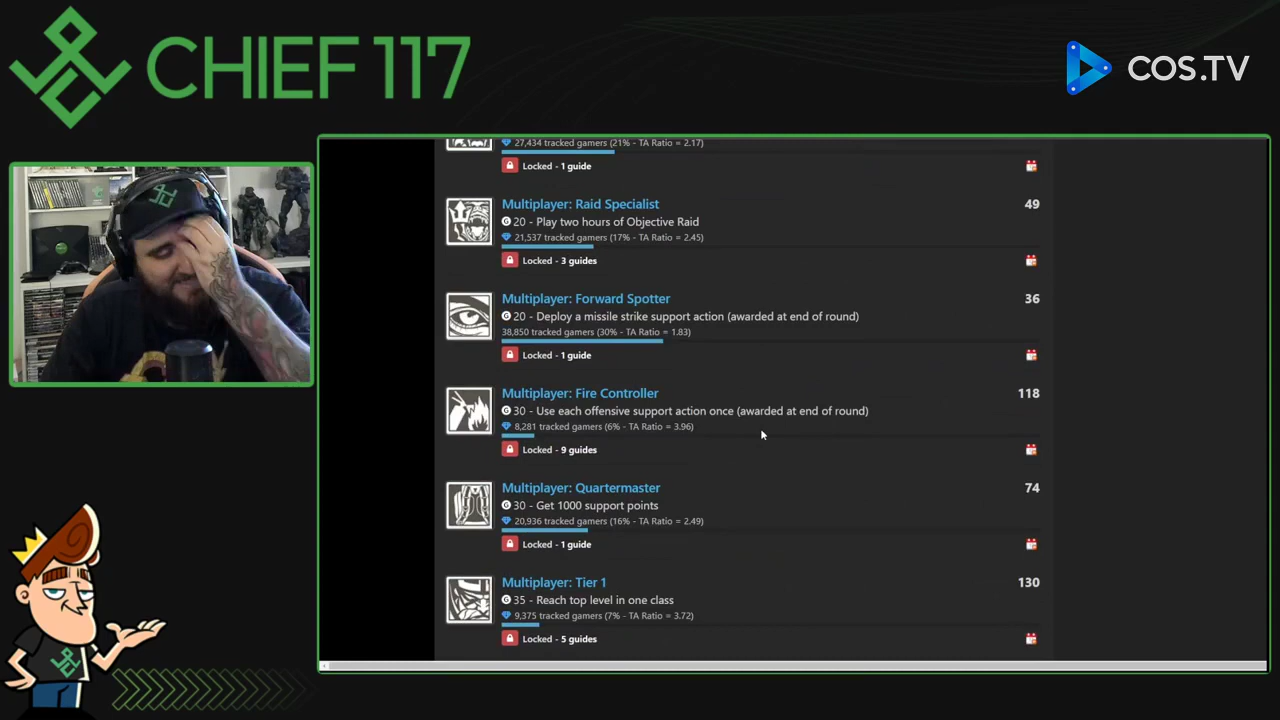 CHIEF 117
COS.TV
27,434 tracked gamers (21% - TA Ratio = 2.17)
Locked - 1 guide
Multiplayer: Raid Specialist
49
G 20 - Play two hours of Objective Raid
21,537 tracked gamers (17% - TA Ratio = 2.45)
Locked - 3 guides
Multiplayer: Forward Spotter
36
G 20 - Deploy a missile strike support action (awarded at end of round)
38,850 tracked gamers (30% - TA Ratio = 1.83)
Locked - 1 guide
Multiplayer: Fire Controller
118
G 30 - Use each offensive support action once (awarded at end of round)
8,281 tracked gamers (6% - TA Ratio = 3.96)
Locked - 9 guides
Multiplayer: Quartermaster
74
G 30 - Get 1000 support points
20,936 tracked gamers (16% - TA Ratio = 2.49)
Locked - 1 guide
Multiplayer: Tier 1
130
G 35 - Reach top level in one class
9,375 tracked gamers (7% - TA Ratio = 3.72)
Locked - 5 guides